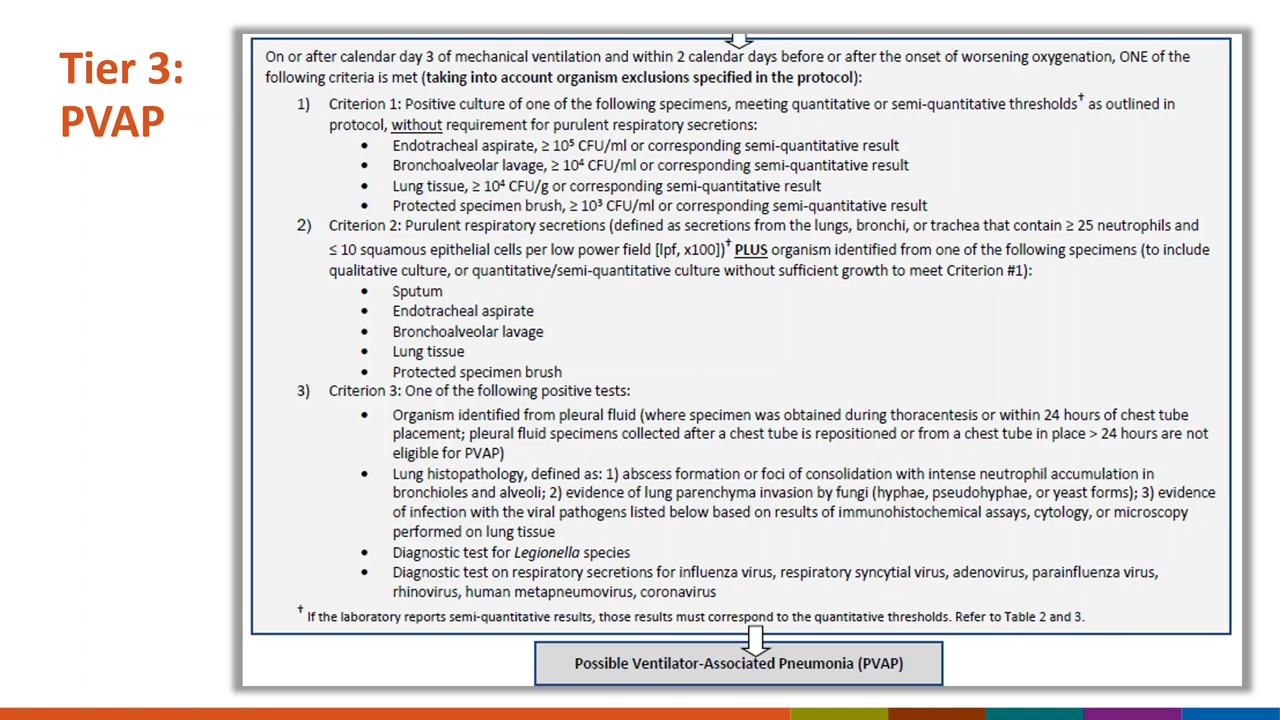 Tier 3:
PVAP
On or after calendar day 3 of mechanical ventilation and within 2 calendar days before or after the onset of worsening oxygenation, ONE of the
following criteria is met (taking into account organism exclusions specified in the protocol):
1) Criterion 1: Positive culture of one of the following specimens, meeting quantitative or semi-quantitative thresholds† as outlined in
protocol, without requirement for purulent respiratory secretions:
• Endotracheal aspirate, ≥ 10⁵ CFU/ml or corresponding semi-quantitative result
• Bronchoalveolar lavage, ≥ 10⁴ CFU/ml or corresponding semi-quantitative result
• Lung tissue, ≥ 10⁴ CFU/g or corresponding semi-quantitative result
• Protected specimen brush, ≥ 10³ CFU/ml or corresponding semi-quantitative result
2) Criterion 2: Purulent respiratory secretions (defined as secretions from the lungs, bronchi, or trachea that contain ≥ 25 neutrophils and
≤ 10 squamous epithelial cells per low power field [lpf, x100])† PLUS organism identified from one of the following specimens (to include
qualitative culture, or quantitative/semi-quantitative culture without sufficient growth to meet Criterion #1):
• Sputum
• Endotracheal aspirate
• Bronchoalveolar lavage
• Lung tissue
• Protected specimen brush
3) Criterion 3: One of the following positive tests:
• Organism identified from pleural fluid (where specimen was obtained during thoracentesis or within 24 hours of chest tube
placement; pleural fluid specimens collected after a chest tube is repositioned or from a chest tube in place > 24 hours are not
eligible for PVAP)
• Lung histopathology, defined as: 1) abscess formation or foci of consolidation with intense neutrophil accumulation in
bronchioles and alveoli; 2) evidence of lung parenchyma invasion by fungi (hyphae, pseudohyphae, or yeast forms); 3) evidence
of infection with the viral pathogens listed below based on results of immunohistochemical assays, cytology, or microscopy
performed on lung tissue
• Diagnostic test for Legionella species
• Diagnostic test on respiratory secretions for influenza virus, respiratory syncytial virus, adenovirus, parainfluenza virus,
rhinovirus, human metapneumovirus, coronavirus
† If the laboratory reports semi-quantitative results, those results must correspond to the quantitative thresholds. Refer to Table 2 and 3.
Possible Ventilator-Associated Pneumonia (PVAP)